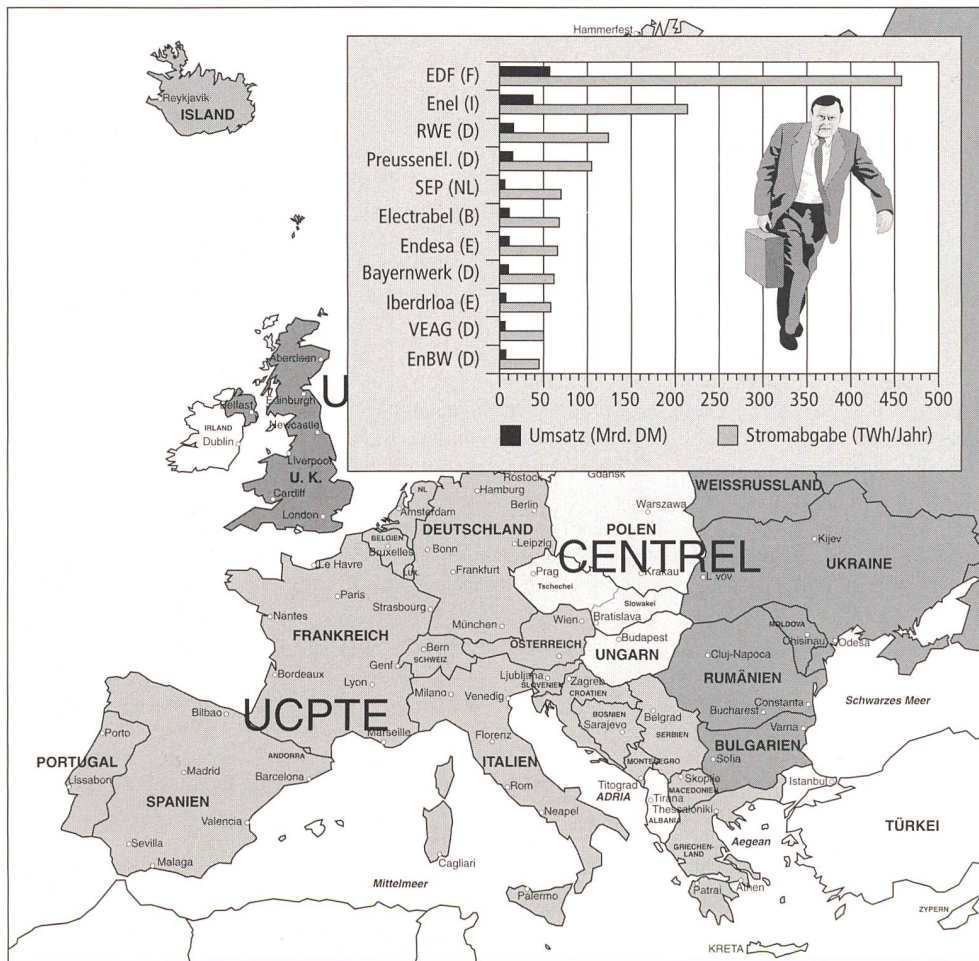 Hammerfest
EDF (F)
Enel (I)
RWE (D)
PreussenEl. (D)
SEP (NL)
Electrabel (B)
Endesa (E)
Bayernwerk (D)
Iberdrloa (E)
VEAG (D)
EnBW (D)
0 50 100 150 200 250 300 350 400 450 500
Umsatz (Mrd. DM) Stromabgabe (TWh/Jahr)
Reykjavik
ISLAND
Aberdeen
U
Edinburgh
Belfast
Newcastle
IRLAND
Dublin
Liverpool
U. K.
Cardiff
London
Rostock
Gdansk
WEISSRUSSLAND
NL
Hamburg
Amsterdam
Berlin
Warszawa
DEUTSCHLAND
POLEN
BELGIEN
Bruxelles
Bonn
Leipzig
CENTREL
Kijev
UKRAINE
Le Havre
LUX.
Frankfurt
Prag
Tschechei
Krakau
L vov
Paris
Strasbourg
Slowakei
Nantes
München
Wien
Bratislava
MOLDOVA
FRANKREICH
Bern
SCHWEIZ
ÖSTERREICH
Budapest
UNGARN
Chisinau
Odesa
Genf
Cluj-Napoca
Bordeaux
Lyon
Milano
Venedig
Ljubljana
SLOVENIEN
Zagreb
CROATIEN
RUMÄNIEN
Constanta
Schwarzes Meer
Bilbao
UCPTE
BOSNIEN
Sarajevo
Belgrad
SERBIEN
Bucharest
Varna
Porto
Marseille
Florenz
BULGARIEN
ANDORRA
ITALIEN
MONTENEGRO
Sofia
PORTUGAL
Lissabon
Madrid
Barcelona
Rom
Titograd
ADRIA
Skopije
MACEDONIEN
Istanbul
SPANIEN
Tirana
ALBANIA
Thessaloniki
Valencia
Neapel
TÜRKEI
Sevilla
Malaga
Cagliari
GRIECHEN-
LAND
Aegean
Mittelmeer
Palermo
Patrai
Athen
ZYPERN
KRETA